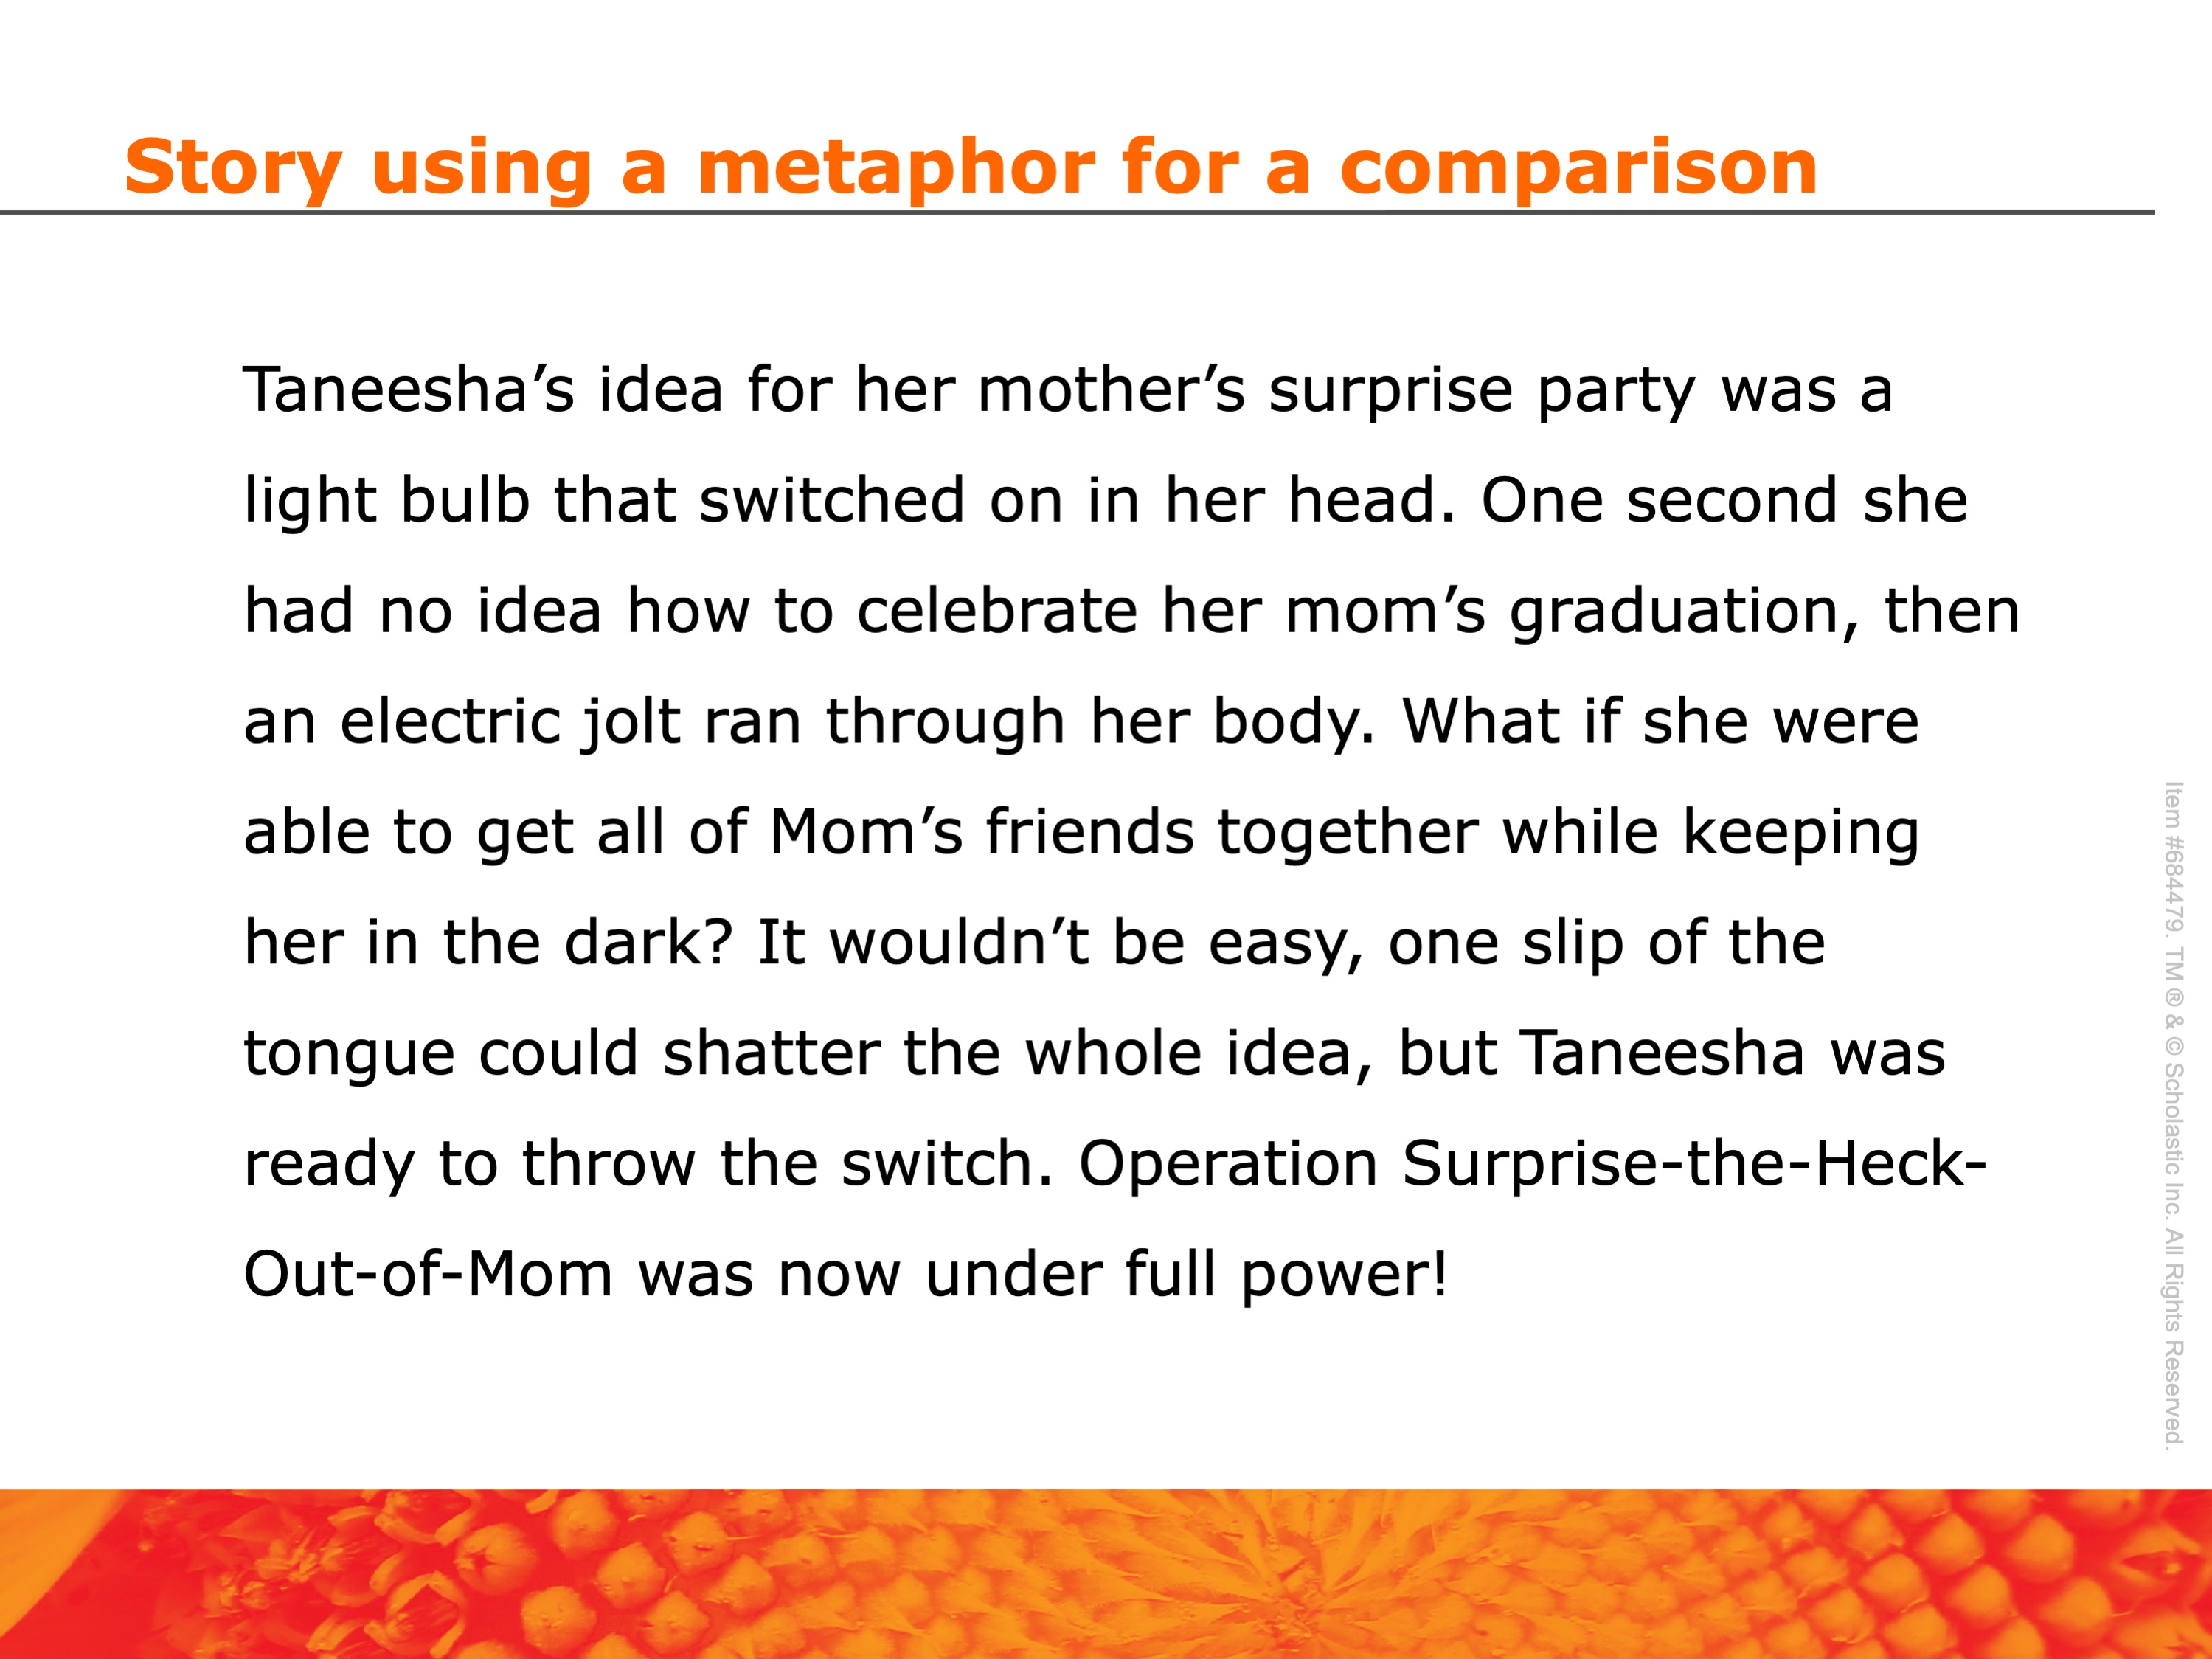 Story using a metaphor for a comparison
Taneesha’s idea for her mother’s surprise party was a
light bulb that switched on in her head. One second she
had no idea how to celebrate her mom’s graduation, then
an electric jolt ran through her body. What if she were
able to get all of Mom’s friends together while keeping
her in the dark? It wouldn’t be easy, one slip of the
tongue could shatter the whole idea, but Taneesha was
ready to throw the switch. Operation Surprise-the-Heck-
Out-of-Mom was now under full power!
Item #684479. TM ® & © Scholastic Inc. All Rights Reserved.